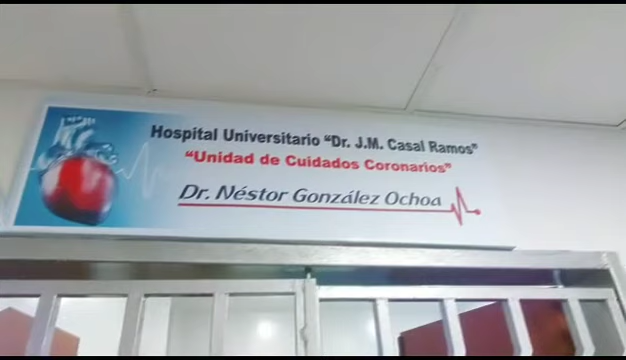 Hospital Universitario “Dr. J.M. Casal Ramos”
“Unidad de Cuidados Coronarios”
Dr. Néstor González Ochoa